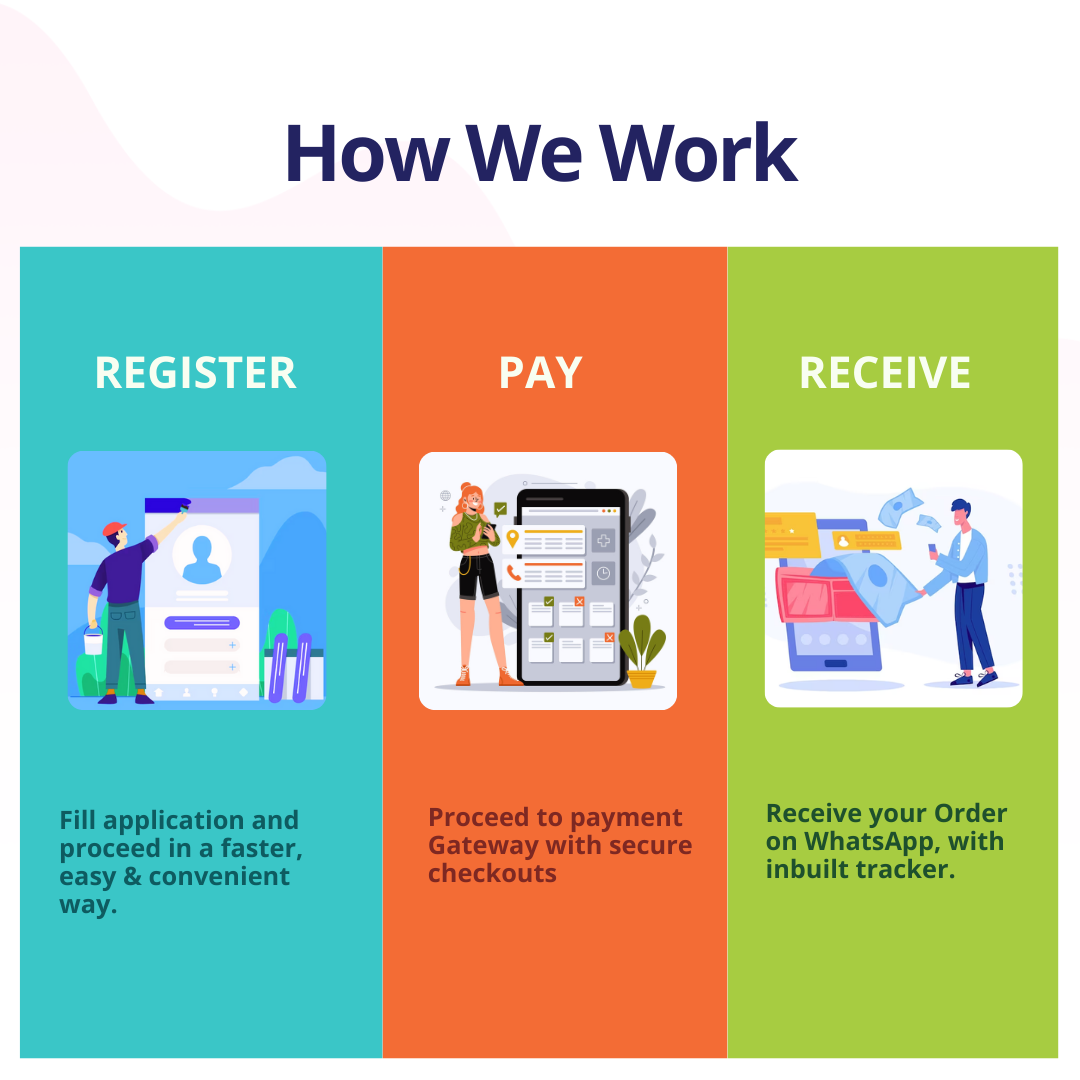 How We Work
REGISTER
Fill application and
proceed in a faster,
easy & convenient
way.
PAY
Proceed to payment
Gateway with secure
checkouts
RECEIVE
Receive your Order
on WhatsApp, with
inbuilt tracker.